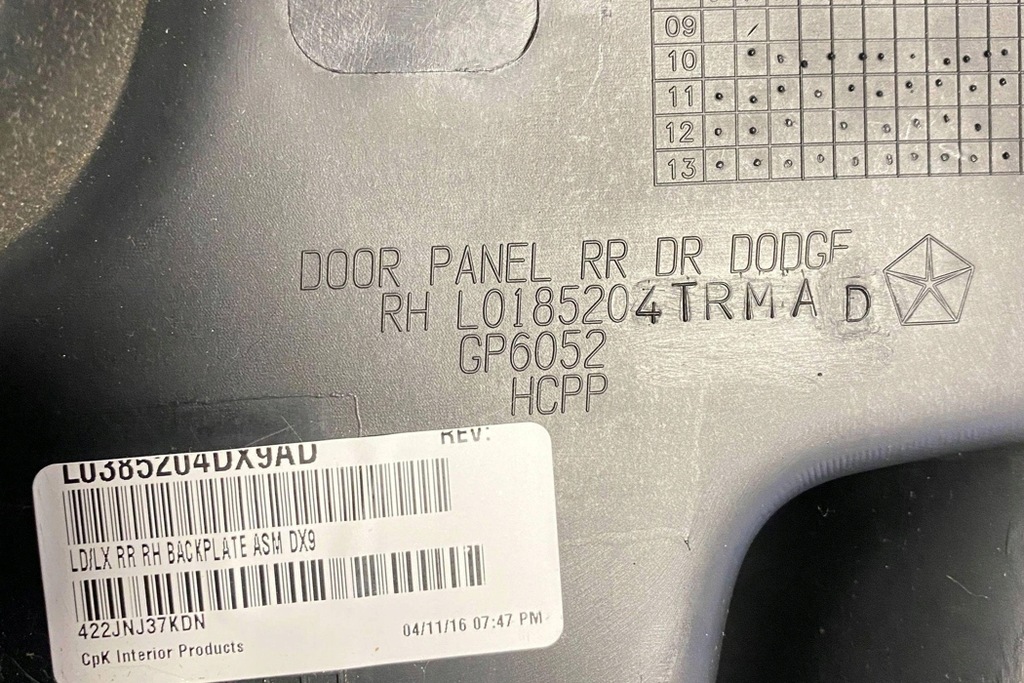 09
10
11
12
13
DOOR PANEL RR DR DODGE
RH L0185204TRMA D
GP6052
HCPP
L0385204DX9AD REV:
LD/LX RR RH BACKPLATE ASM DX9
422JNJ37KDN
04/11/16 07:47 PM
CpK Interior Products